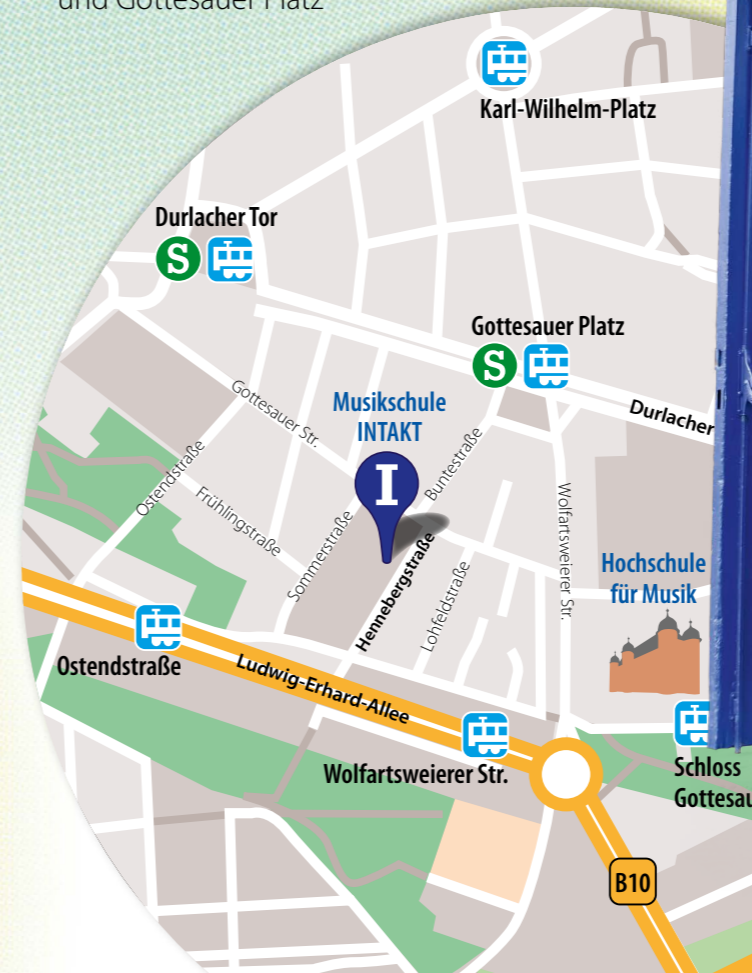 und Gottesauer Platz
Karl-Wilhelm-Platz
Durlacher Tor
S
Gottesauer Platz
S
Durlacher
Musikschule
INTAKT
I
Gottesauer Str.
Buntestraße
Ostendstraße
Frühlingstraße
Sommerstraße
Hennebergstraße
Lohfeldstraße
Wolfartsweierer Str.
Hochschule
für Musik
Ostendstraße
Ludwig-Erhard-Allee
Wolfartsweierer Str.
Schloss
Gottesau
B10